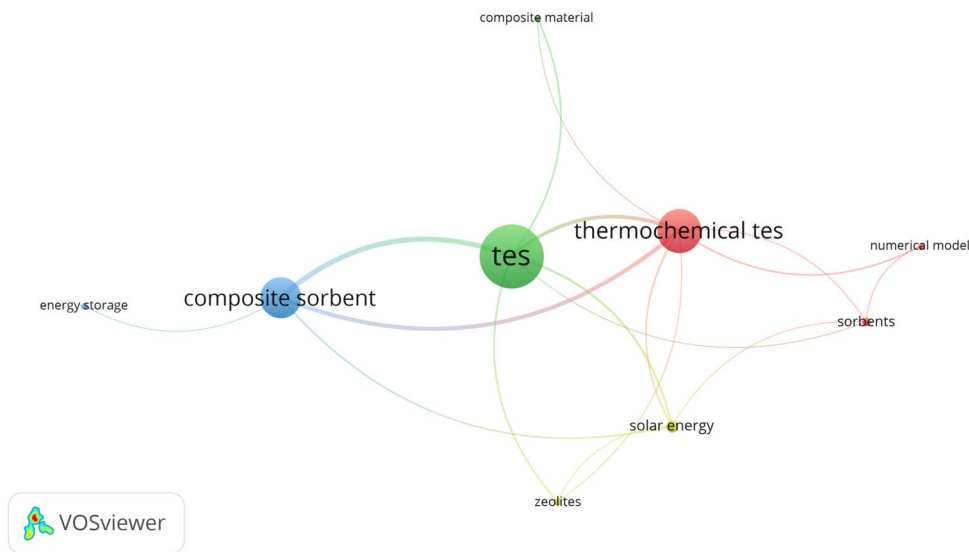 composite material
thermochemical tes
numerical model
tes
composite sorbent
energy storage
sorbents
solar energy
zeolites
VOSviewer